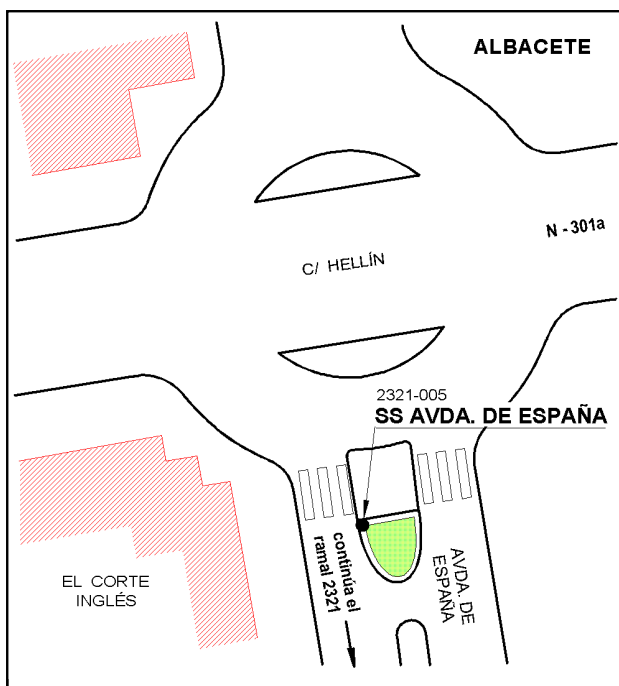 ALBACETE
N - 301a
C/ HELLÍN
2321-005
SS AVDA. DE ESPAÑA
continúa el
ramal 2321
AVDA. DE
ESPAÑA
EL CORTE
INGLÉS